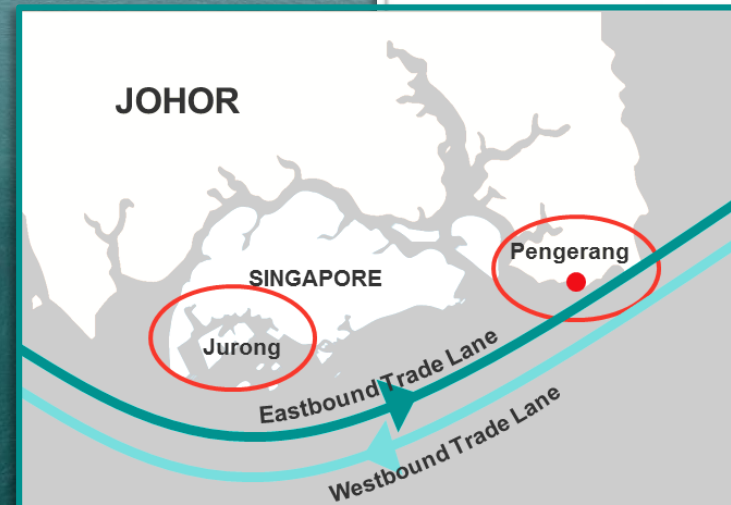 JOHOR
Pengerang
SINGAPORE
Jurong
Eastbound Trade Lane
Westbound Trade Lane